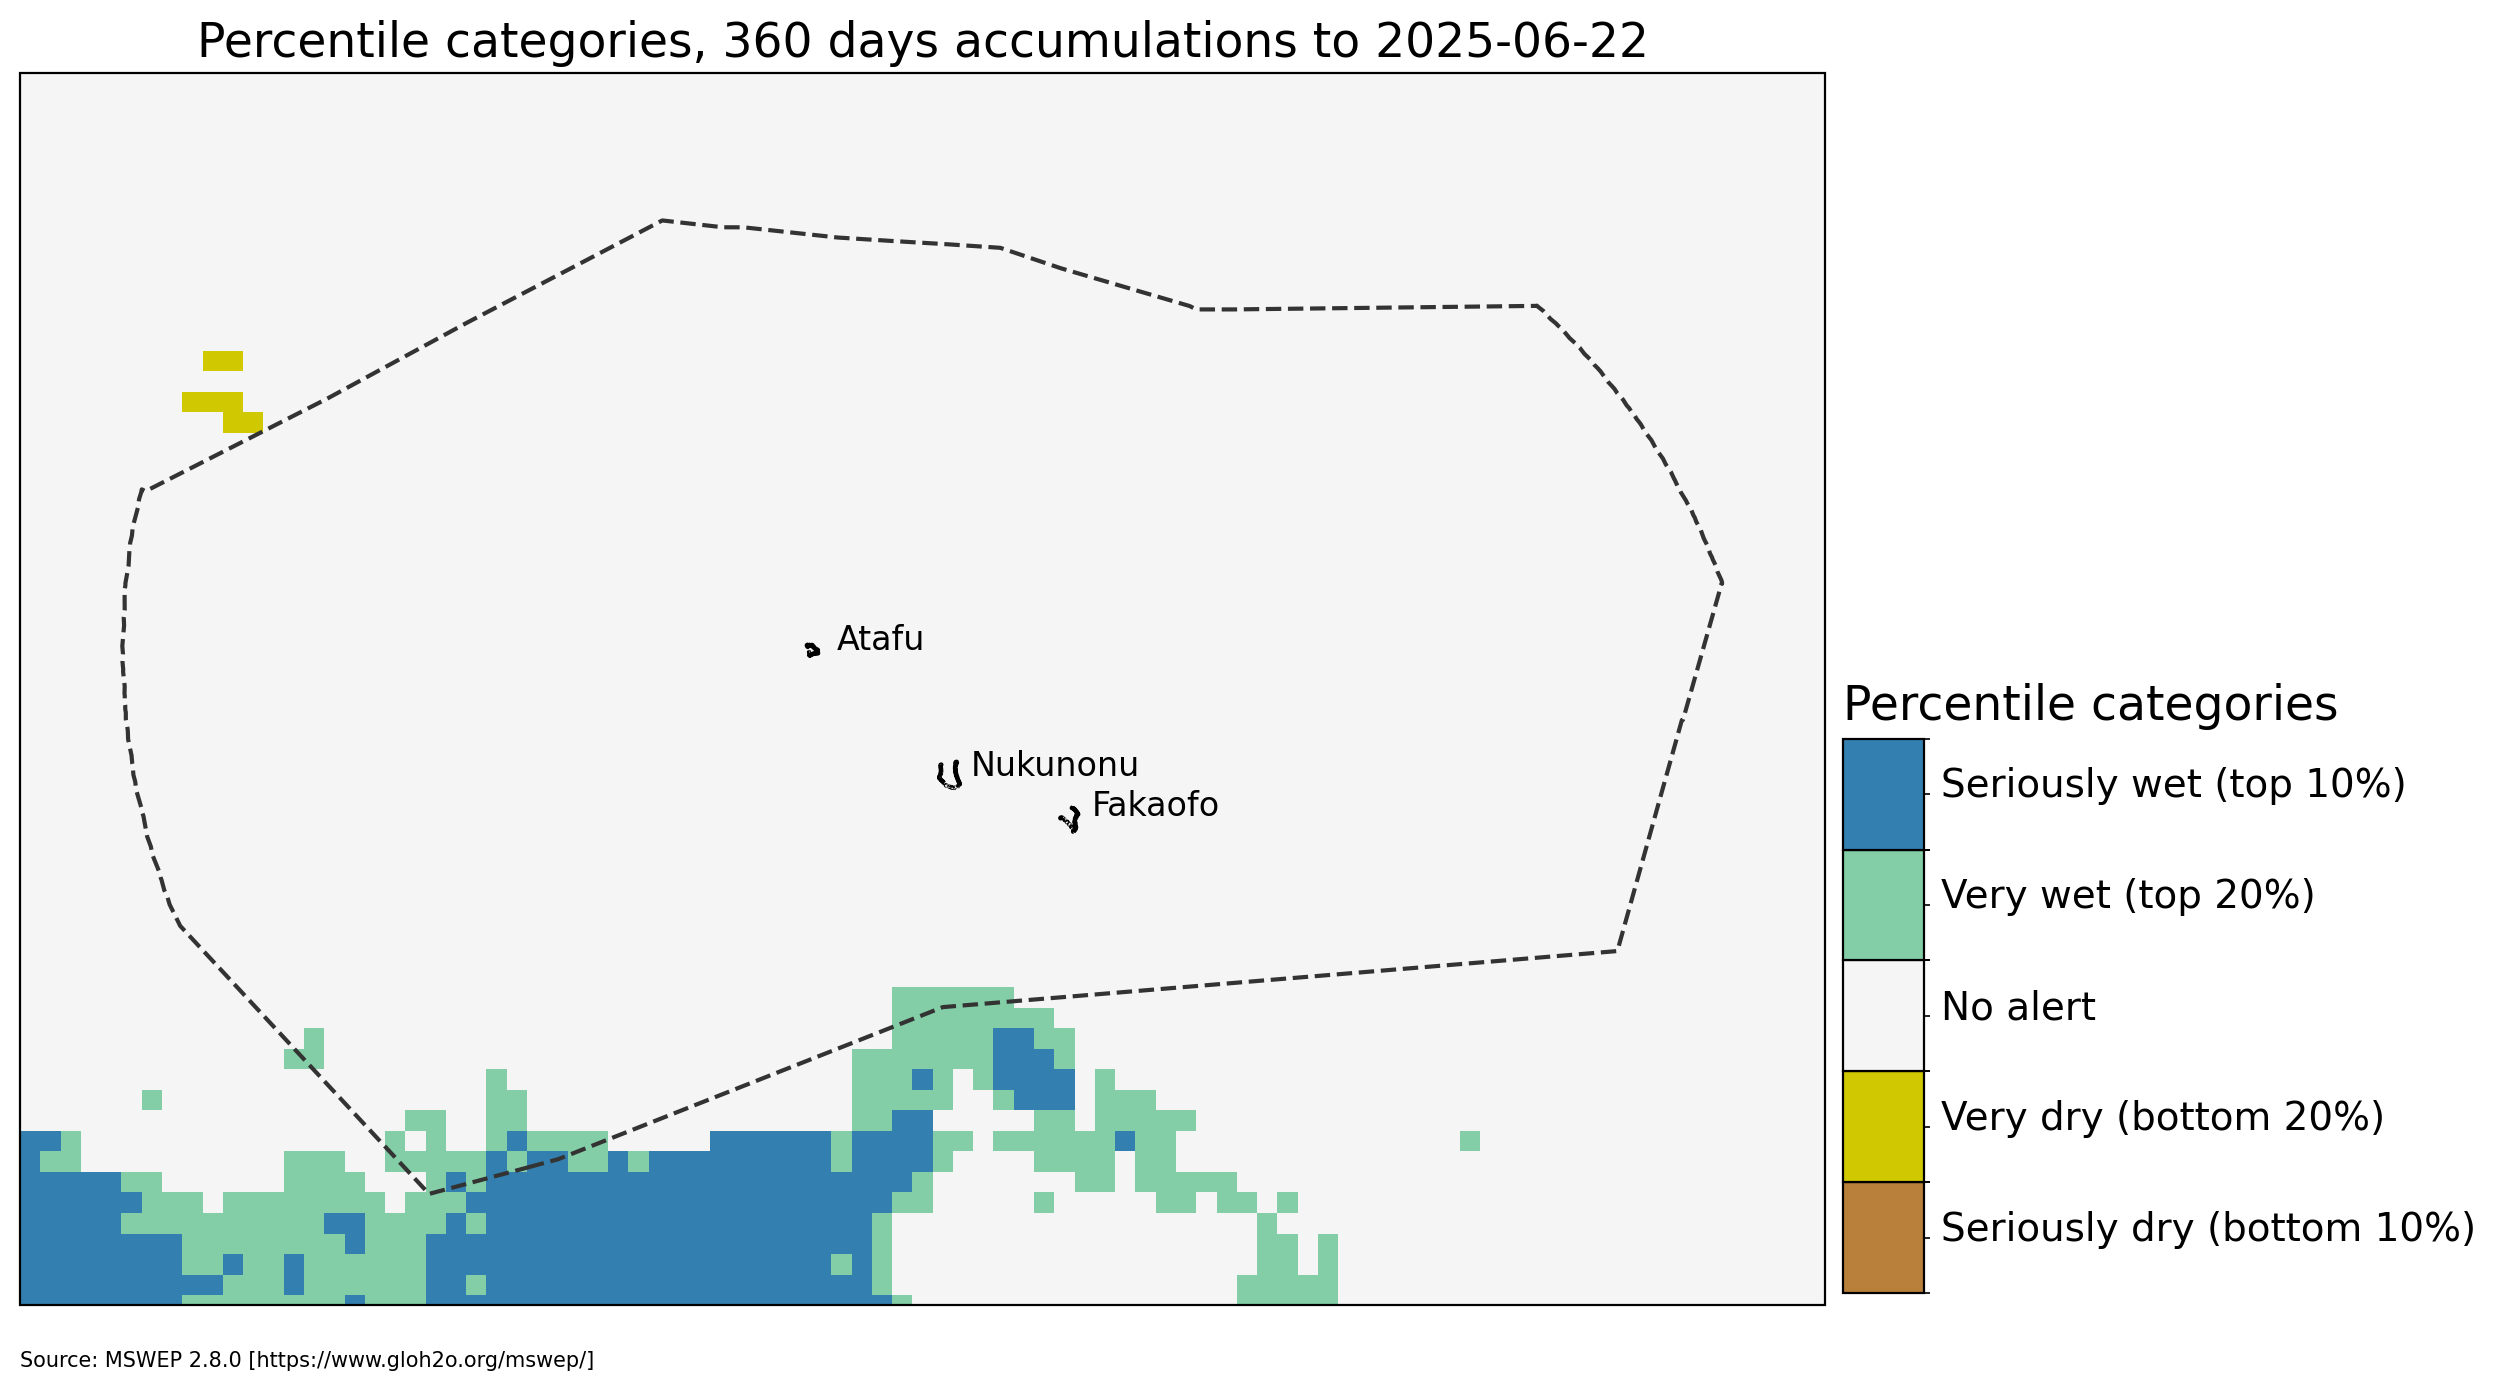 Percentile categories, 360 days accumulations to 2025-06-22
Atafu
Nukunonu
Fakaofo
Percentile categories
Seriously wet (top 10%)
Very wet (top 20%)
No alert
Very dry (bottom 20%)
Seriously dry (bottom 10%)
Source: MSWEP 2.8.0 [https://www.gloh2o.org/mswep/]